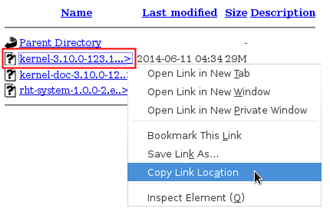 Name Last modified Size Description
Parent Directory -
kernel-3.10.0-123.1...> 2014-06-11 04:34 29M
kernel-doc-3.10.0-12..
rht-system-1.0.0-2.e..>
Open Link in New Tab
Open Link in New Window
Open Link in New Private Window
Bookmark This Link
Save Link As...
Copy Link Location
Inspect Element (Q)